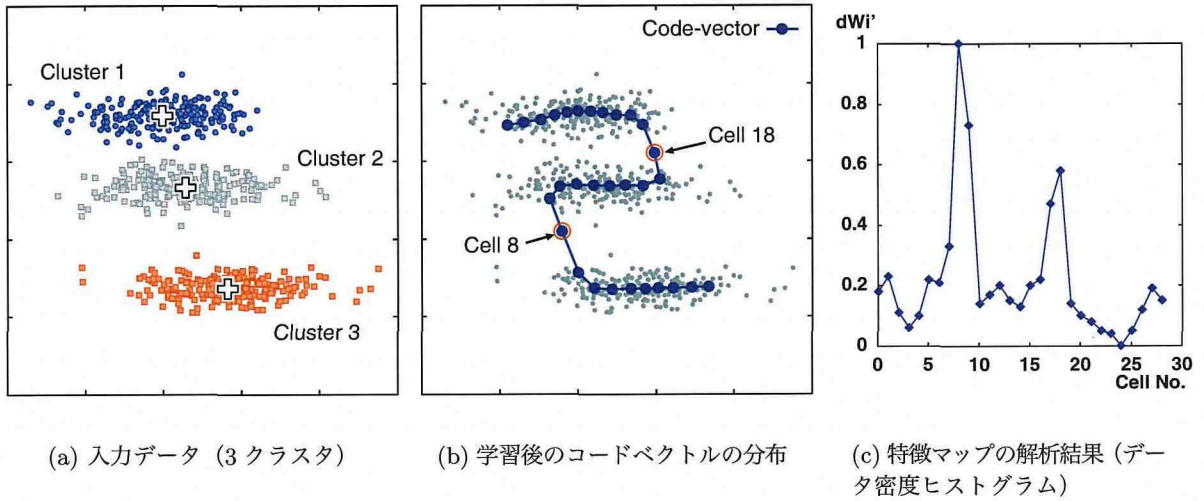 Cluster 1
Cluster 2
Cluster 3
(a) 入力データ（3 クラスタ）
Code-vector
Cell 18
Cell 8
(b) 学習後のコードベクトルの分布
dWi'
1
0.8
0.6
0.4
0.2
0
0 5 10 15 20 25 30
Cell No.
(c) 特徴マップの解析結果（デー
タ密度ヒストグラム）